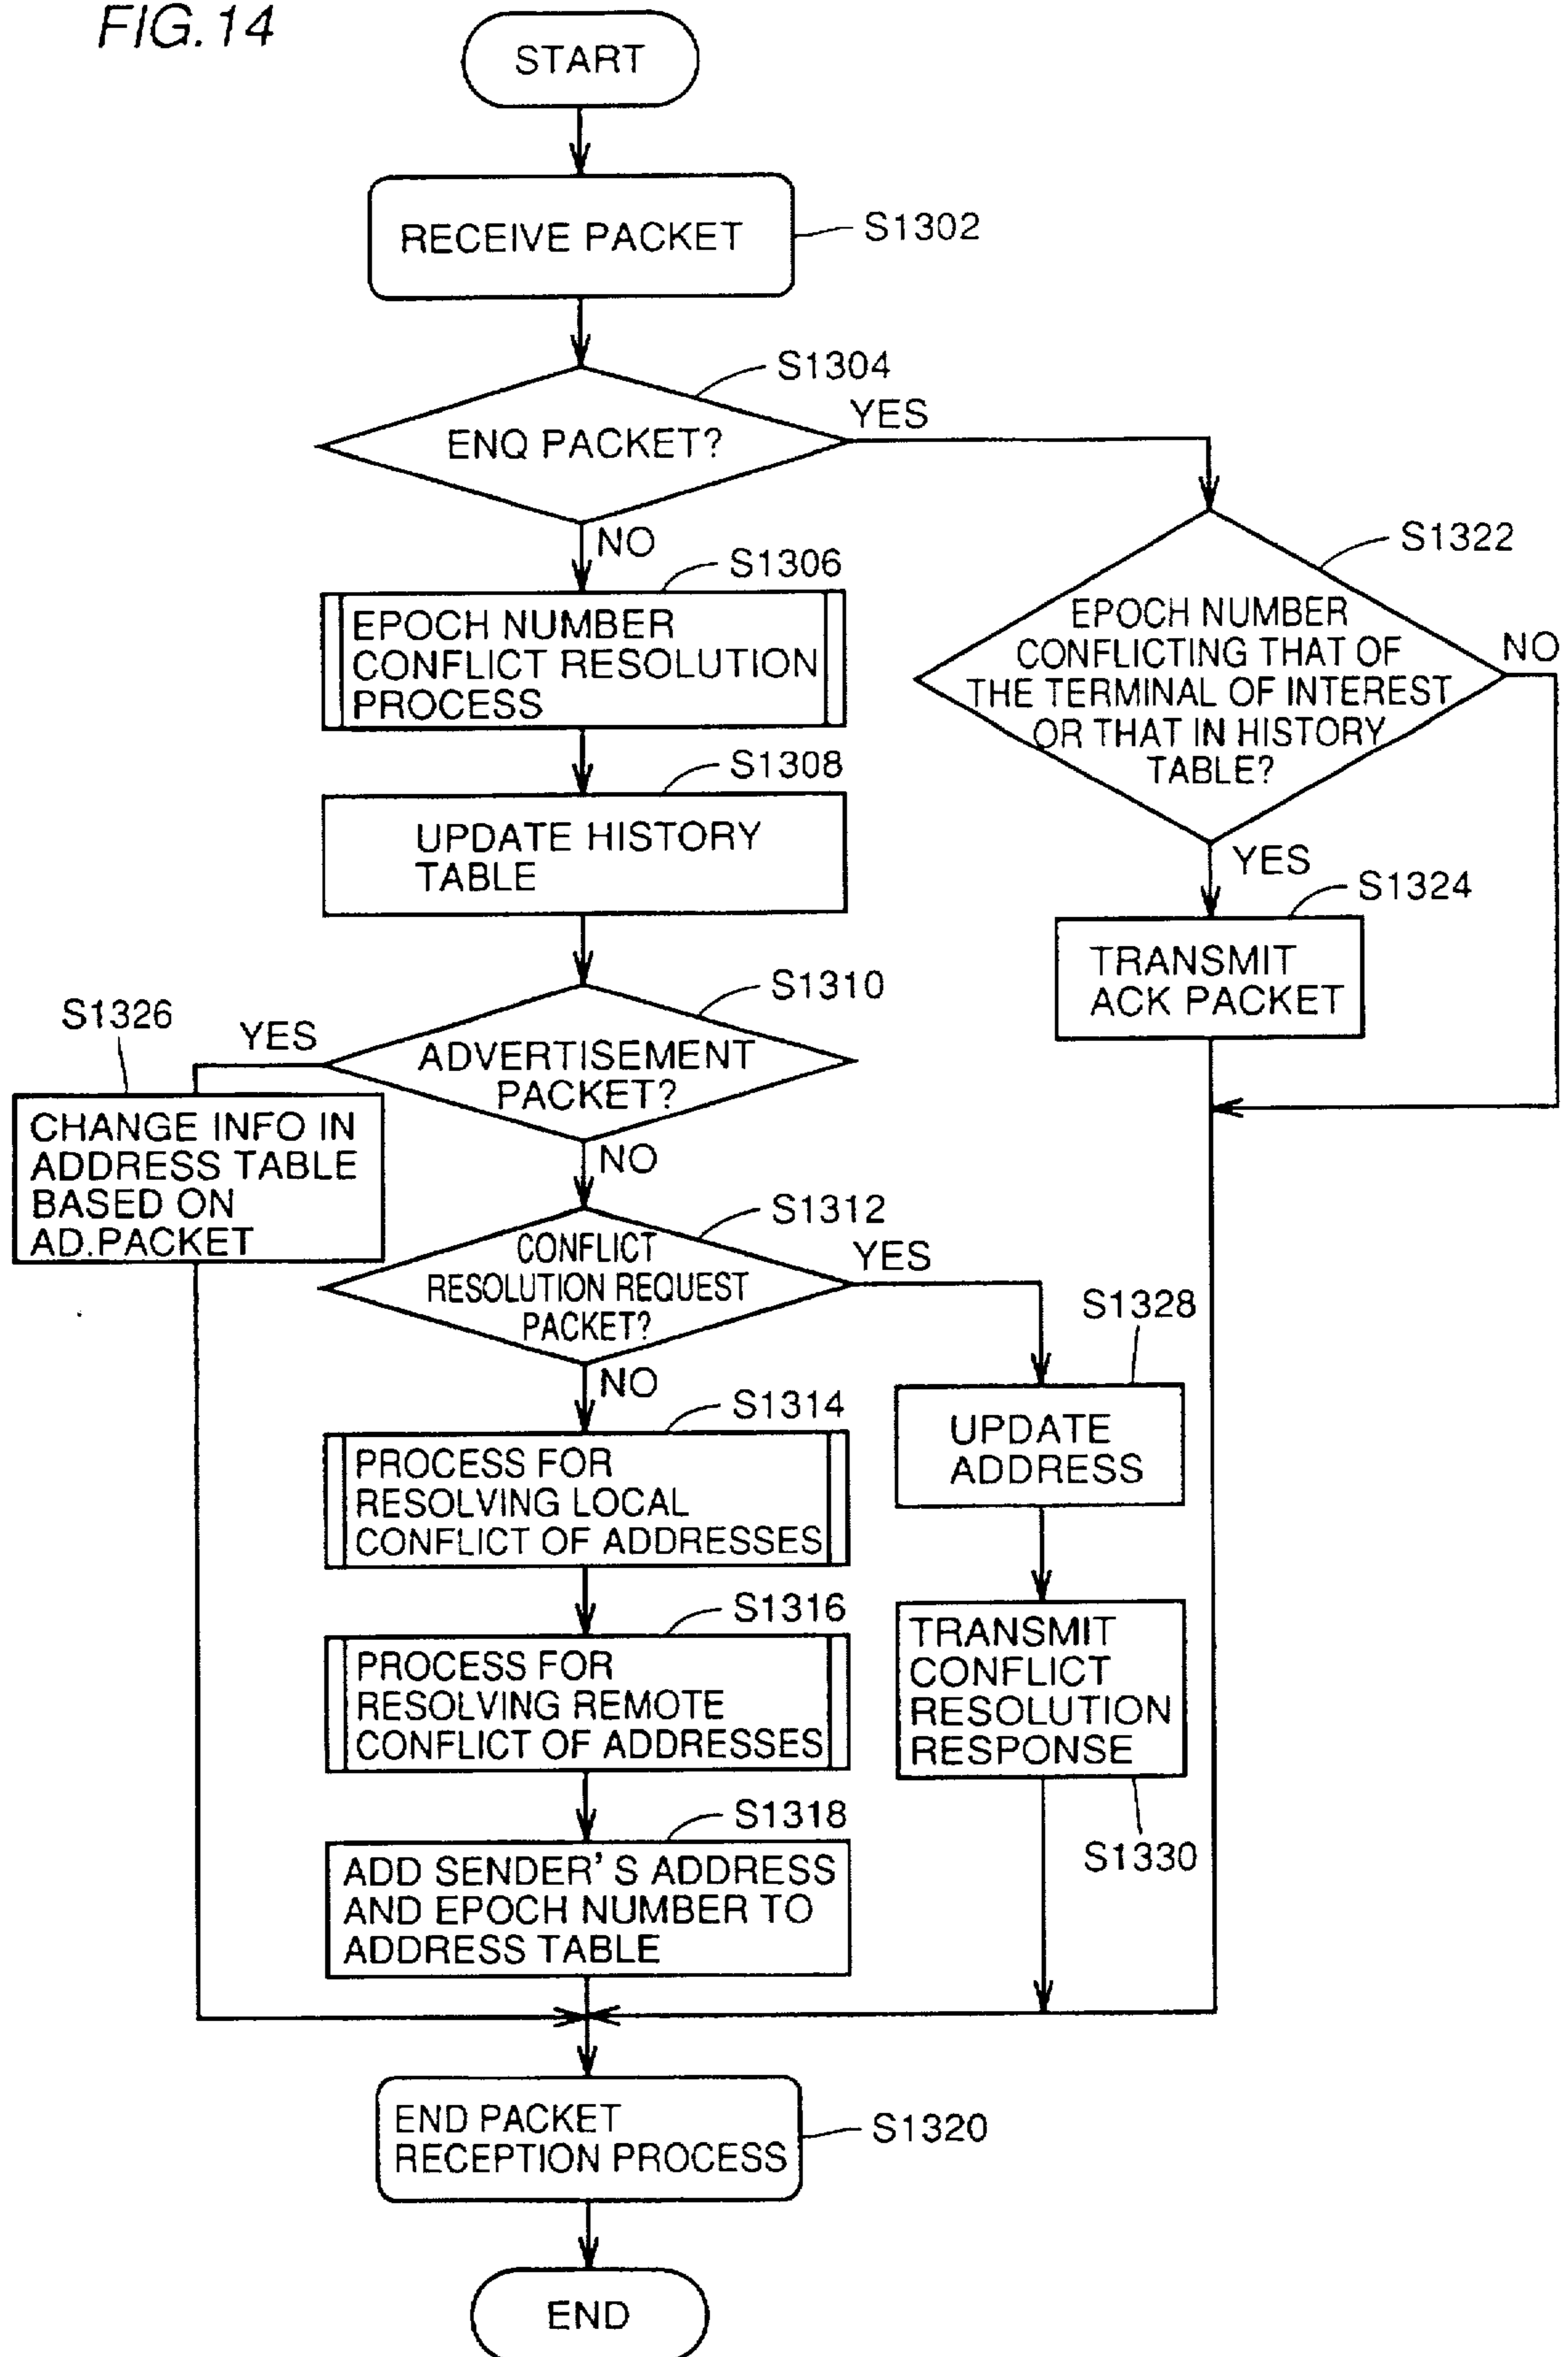 FIG.14
START
RECEIVE PACKET
S1302
S1304
ENQ PACKET?
YES
NO
S1306
EPOCH NUMBER
CONFLICT RESOLUTION
PROCESS
S1322
EPOCH NUMBER
CONFLICTING THAT OF
THE TERMINAL OF INTEREST
OR THAT IN HISTORY
TABLE?
NO
YES
S1308
UPDATE HISTORY
TABLE
S1324
TRANSMIT
ACK PACKET
S1310
ADVERTISEMENT
PACKET?
YES
S1326
CHANGE INFO IN
ADDRESS TABLE
BASED ON
AD.PACKET
NO
S1312
CONFLICT
RESOLUTION REQUEST
PACKET?
YES
S1328
UPDATE
ADDRESS
NO
S1314
PROCESS FOR
RESOLVING LOCAL
CONFLICT OF ADDRESSES
S1316
PROCESS FOR
RESOLVING REMOTE
CONFLICT OF ADDRESSES
TRANSMIT
CONFLICT
RESOLUTION
RESPONSE
S1330
S1318
ADD SENDER'S ADDRESS
AND EPOCH NUMBER TO
ADDRESS TABLE
END PACKET
RECEPTION PROCESS
S1320
END